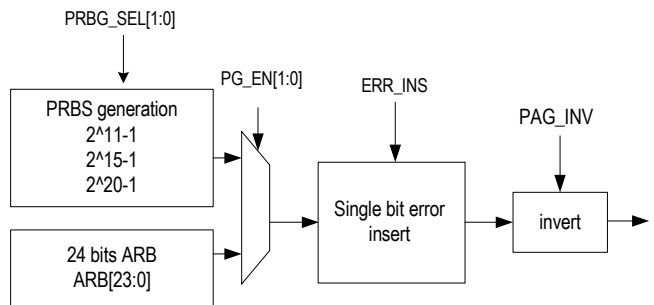 PRBG_SEL[1:0]
PG_EN[1:0]
ERR_INS
PAG_INV
PRBS generation
2^11-1
2^15-1
2^20-1
Single bit error
insert
invert
24 bits ARB
ARB[23:0]